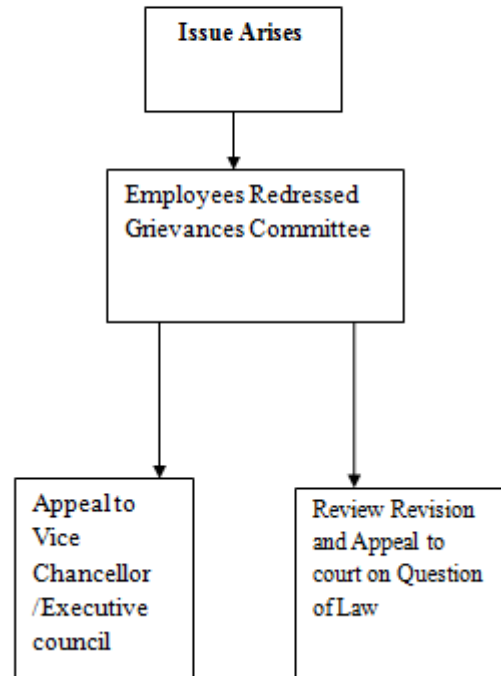 Issue Arises
Employees Redressed
Grievances Committee
Appeal to
Vice
Chancellor
/Executive
council
Review Revision
and Appeal to
court on Question
of Law